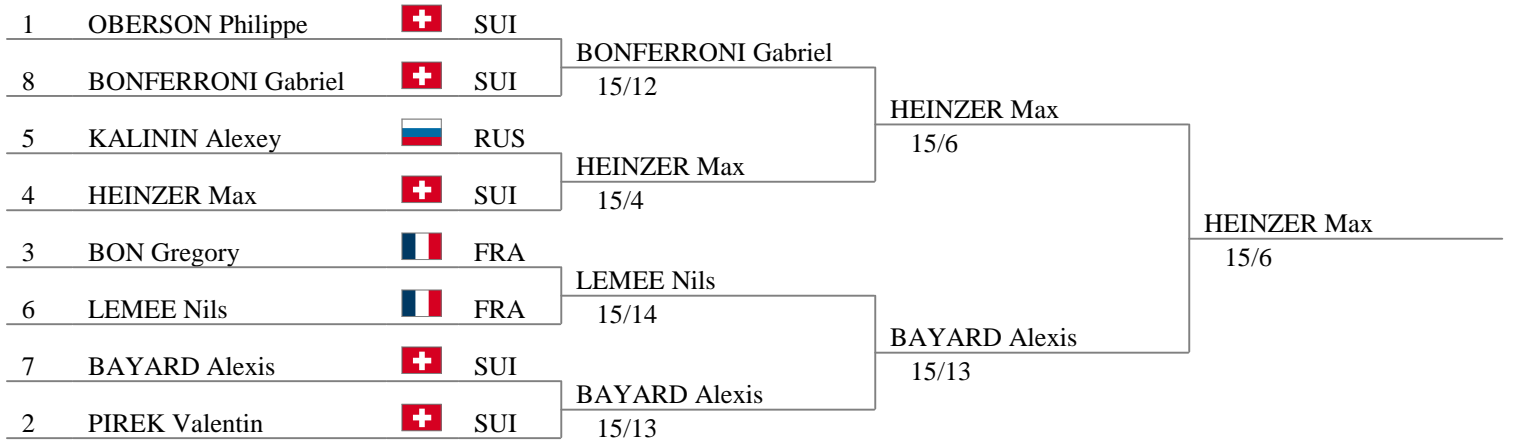 1 OBERSON Philippe SUI
BONFERRONI Gabriel
15/12
8 BONFERRONI Gabriel SUI
HEINZER Max
15/6
5 KALININ Alexey RUS
HEINZER Max
15/4
4 HEINZER Max SUI
HEINZER Max
15/6
3 BON Gregory FRA
LEMEE Nils
15/14
6 LEMEE Nils FRA
BAYARD Alexis
15/13
7 BAYARD Alexis SUI
BAYARD Alexis
15/13
2 PIREK Valentin SUI